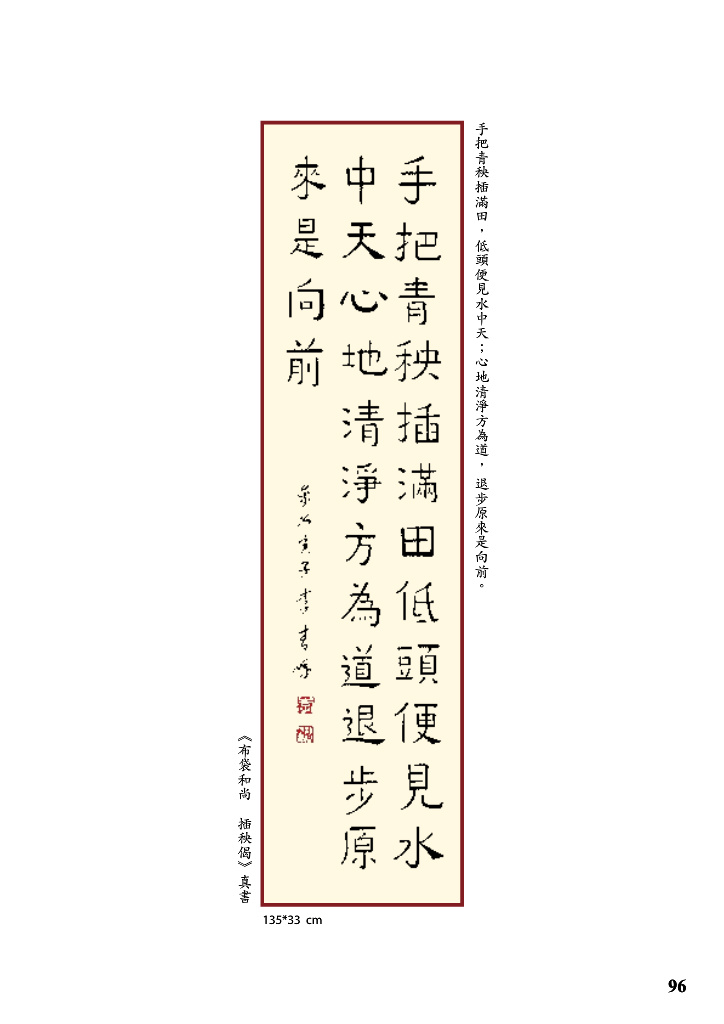 手把青秧插滿田，低頭便見水中天；心地清淨方為道，退步原來是向前。
手把青秧插滿田低頭便見水
中天心地清淨方為道退步原
來是向前
《布袋和尚　插秧偈》真書
135*33 cm
96